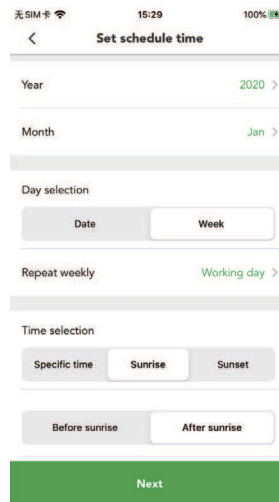 无SIM卡 15:29 100%
Set schedule time
Year 2020
Month Jan
Day selection
Date Week
Repeat weekly Working day
Time selection
Specific time Sunrise Sunset
Before sunrise After sunrise
Next